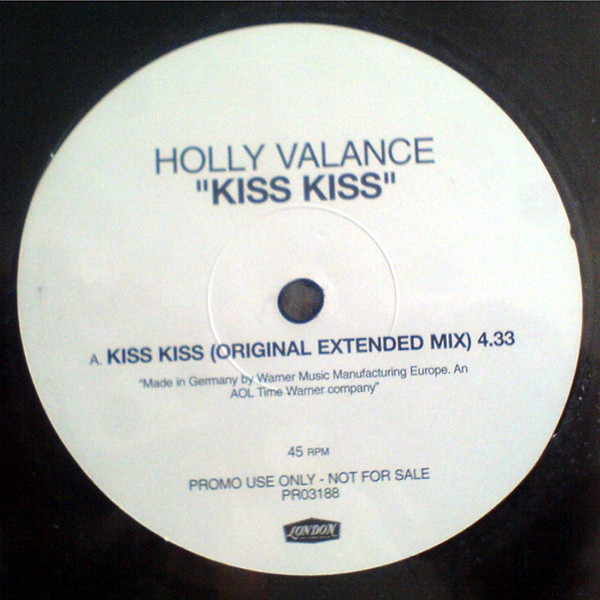 HOLLY VALANCE
"KISS KISS"
A. KISS KISS (ORIGINAL EXTENDED MIX) 4.33
"Made in Germany by Warner Music Manufacturing Europe. An
AOL Time Warner company"
45 RPM
PROMO USE ONLY - NOT FOR SALE
PR03188
LONDON